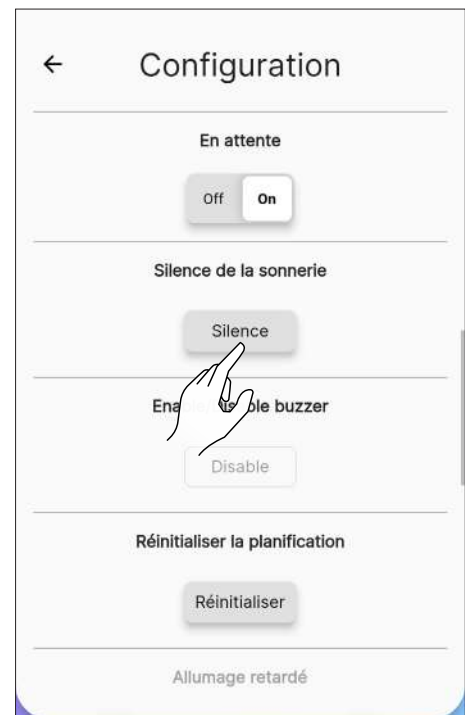 Configuration
En attente
Off On
Silence de la sonnerie
Silence
buzzer
Disable
Réinitialiser la planification
Réinitialiser
Allumage retardé